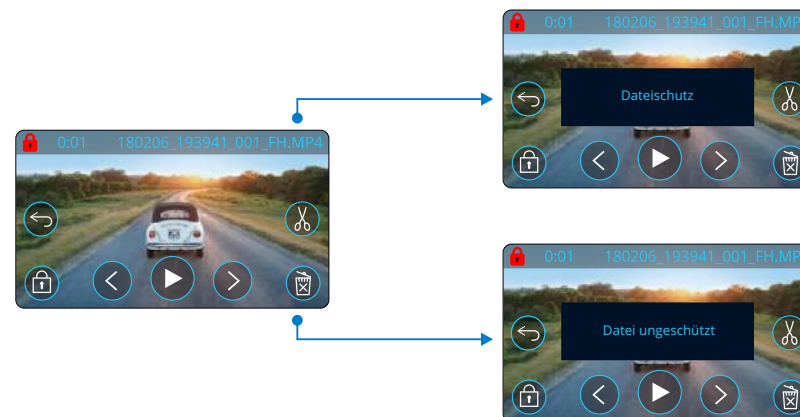 0:01 180206_193941_001_FH.MP4
0:01 180206_193941_001_FH.MP
Dateischutz
0:01 180206_193941_001_FH.MP
Datei ungeschützt